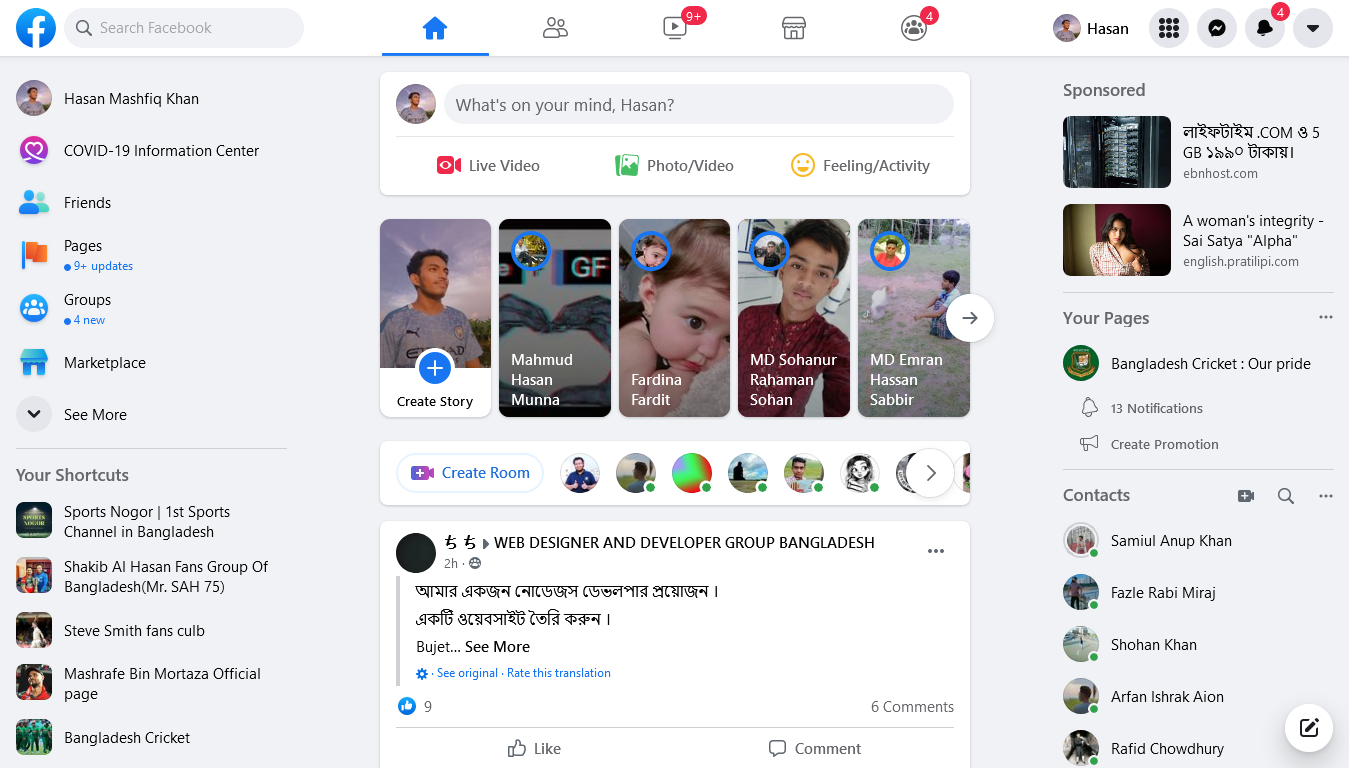 Search Facebook
9+
4
Hasan
4
Hasan Mashfiq Khan
COVID-19 Information Center
Friends
Pages
9+ updates
Groups
4 new
Marketplace
See More
Your Shortcuts
SPORTS
NOGOR
Sports Nogor | 1st Sports
Channel in Bangladesh
Shakib Al Hasan Fans Group Of
Bangladesh(Mr. SAH 75)
Steve Smith fans culb
Mashrafe Bin Mortaza Official
page
Bangladesh Cricket
What's on your mind, Hasan?
Live Video
Photo/Video
Feeling/Activity
Create Story
GF
Mahmud
Hasan
Munna
Fardina
Fardit
MD Sohanur
Rahaman
Sohan
MD Emran
Hassan
Sabbir
Create Room
ち ち WEB DESIGNER AND DEVELOPER GROUP BANGLADESH
2h ·
আমার একজন নোডেজস ডেভলপার প্রয়োজন ।
একটি ওয়েবসাইট তৈরি করুন ।
Bujet... See More
· See original · Rate this translation
9
6 Comments
Like
Comment
Sponsored
লাইফটাইম .COM ও 5
GB ১৯৯০ টাকায়।
ebnhost.com
A woman's integrity -
Sai Satya "Alpha"
english.pratilipi.com
Your Pages
Bangladesh Cricket : Our pride
13 Notifications
Create Promotion
Contacts
Samiul Anup Khan
Fazle Rabi Miraj
Shohan Khan
Arfan Ishrak Aion
Rafid Chowdhury